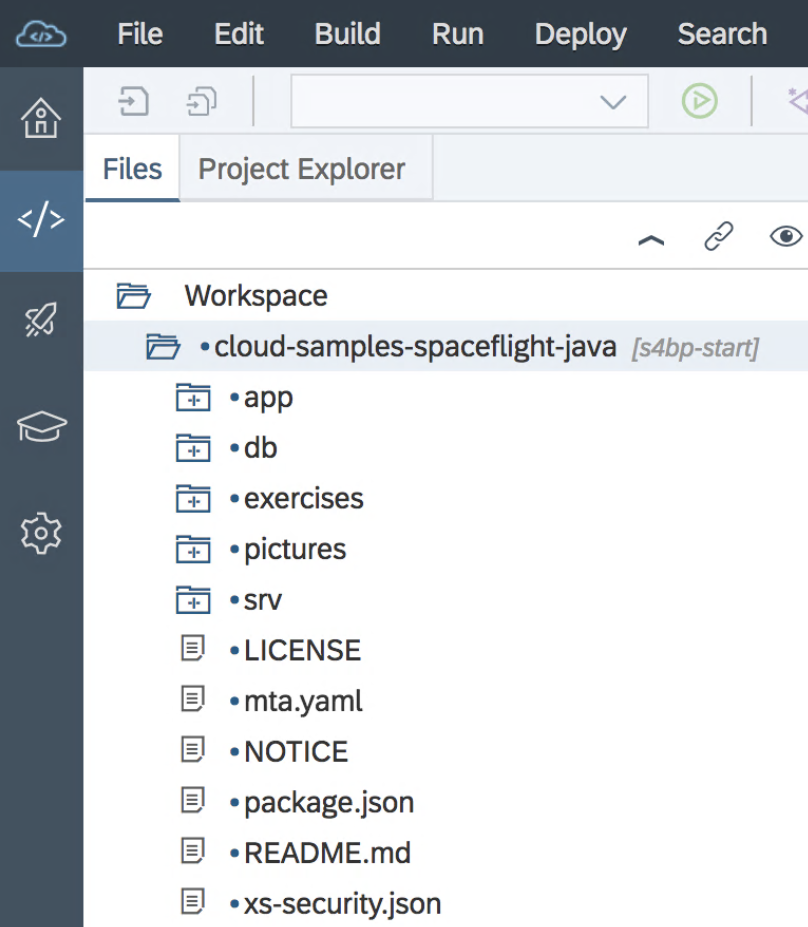 File Edit Build Run Deploy Search
Files Project Explorer
Workspace
cloud-samples-spaceflight-java [s4bp-start]
app
db
exercises
pictures
srv
LICENSE
mta.yaml
NOTICE
package.json
README.md
xs-security.json